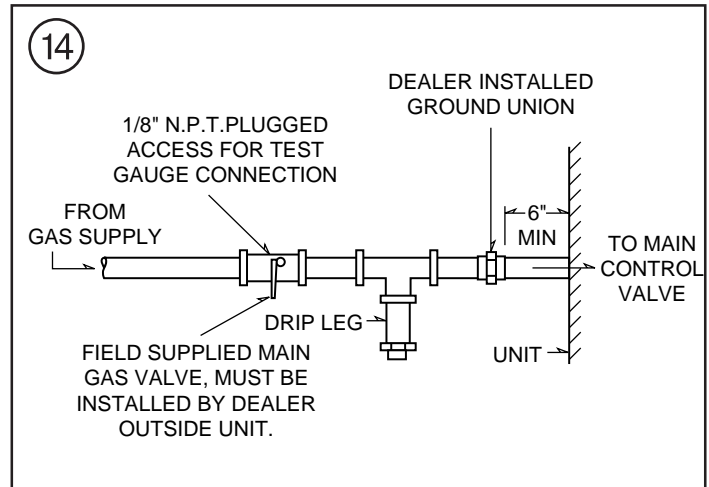 14
DEALER INSTALLED
GROUND UNION
1/8" N.P.T.PLUGGED
ACCESS FOR TEST
GAUGE CONNECTION
FROM
GAS SUPPLY
6"
MIN
TO MAIN
CONTROL
VALVE
DRIP LEG
UNIT
FIELD SUPPLIED MAIN
GAS VALVE, MUST BE
INSTALLED BY DEALER
OUTSIDE UNIT.